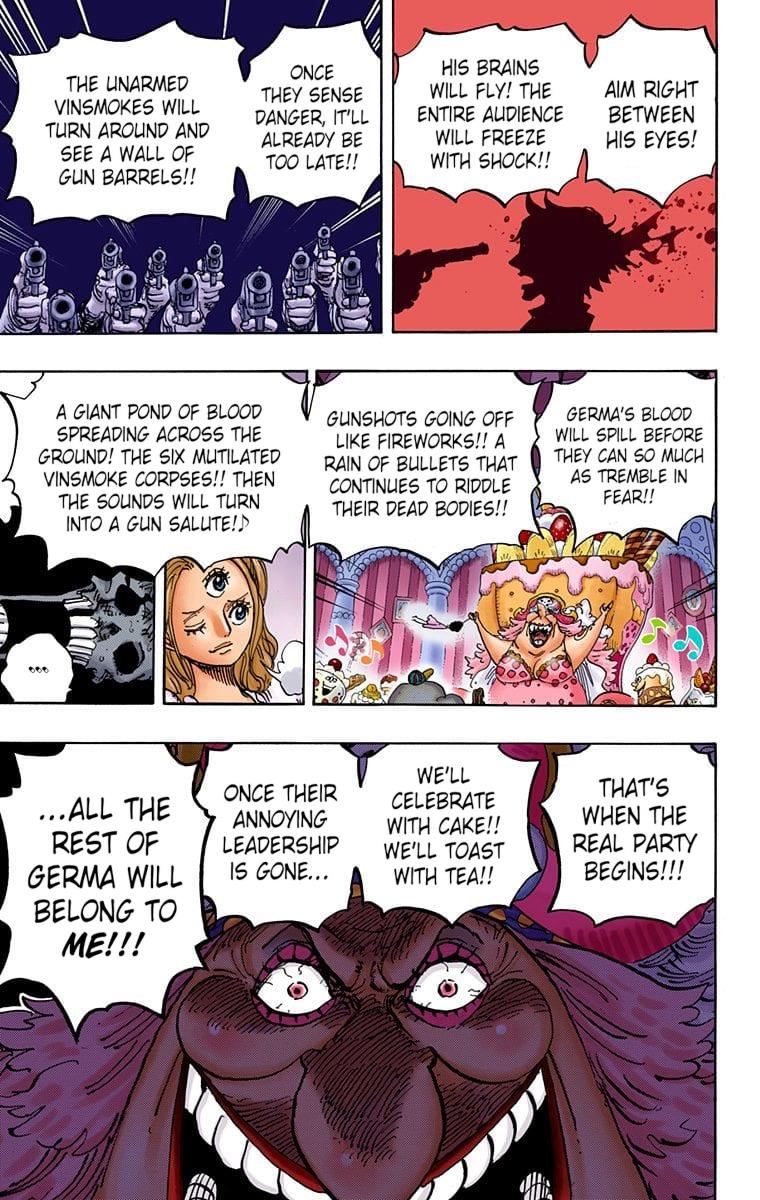 AIM RIGHT
BETWEEN
HIS EYES!
HIS BRAINS
WILL FLY! THE
ENTIRE AUDIENCE
WILL FREEZE
WITH SHOCK!!
ONCE
THEY SENSE
DANGER, IT'LL
ALREADY BE
TOO LATE!!
THE UNARMED
VINSMOKES WILL
TURN AROUND AND
SEE A WALL OF
GUN BARRELS!!
GERMA'S BLOOD
WILL SPILL BEFORE
THEY CAN SO MUCH
AS TREMBLE IN
FEAR!!
GUNSHOTS GOING OFF
LIKE FIREWORKS!! A
RAIN OF BULLETS THAT
CONTINUES TO RIDDLE
THEIR DEAD BODIES!!
A GIANT POND OF BLOOD
SPREADING ACROSS THE
GROUND! THE SIX MUTILATED
VINSMOKE CORPSES!! THEN
THE SOUNDS WILL TURN
INTO A GUN SALUTE!♪
...
THAT'S
WHEN THE
REAL PARTY
BEGINS!!!
WE'LL
CELEBRATE
WITH CAKE!!
WE'LL TOAST
WITH TEA!!
ONCE THEIR
ANNOYING
LEADERSHIP
IS GONE...
...ALL THE
REST OF
GERMA WILL
BELONG TO
ME!!!